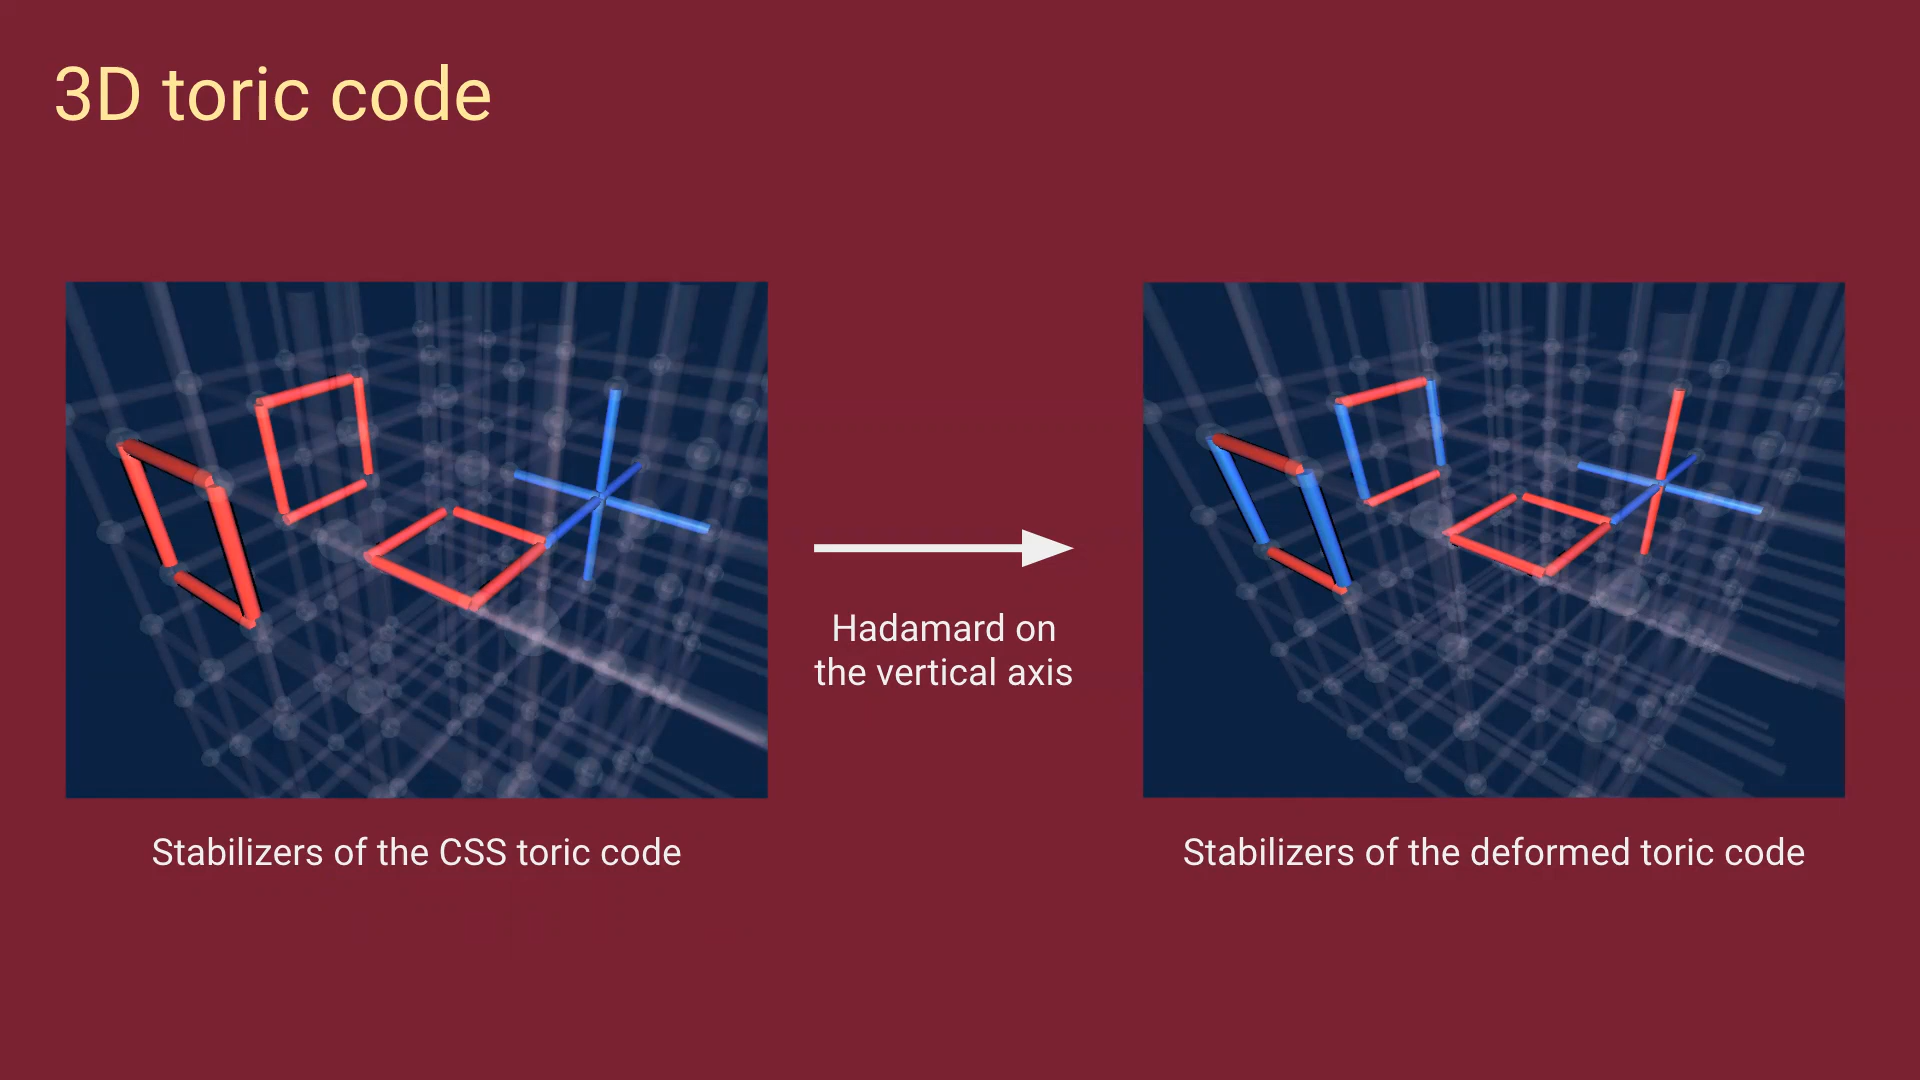 3D toric code
Hadamard on
the vertical axis
Stabilizers of the CSS toric code
Stabilizers of the deformed toric code